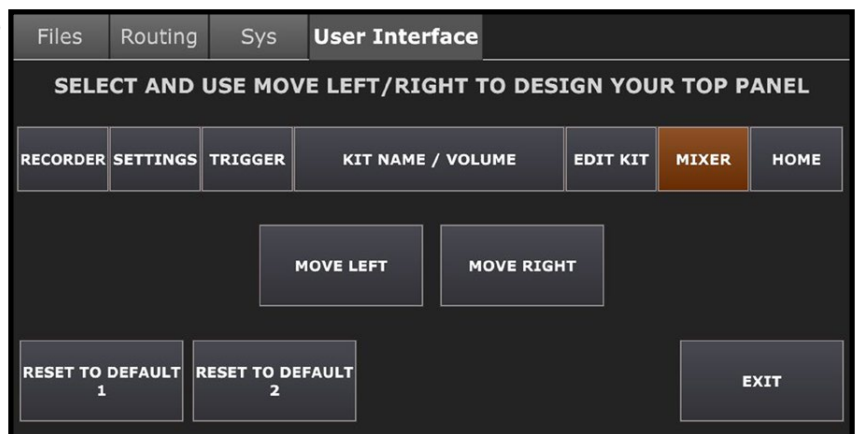 Files Routing Sys User Interface
SELECT AND USE MOVE LEFT/RIGHT TO DESIGN YOUR TOP PANEL
RECORDER SETTINGS TRIGGER KIT NAME / VOLUME EDIT KIT MIXER HOME
MOVE LEFT MOVE RIGHT
RESET TO DEFAULT 1
RESET TO DEFAULT 2
EXIT